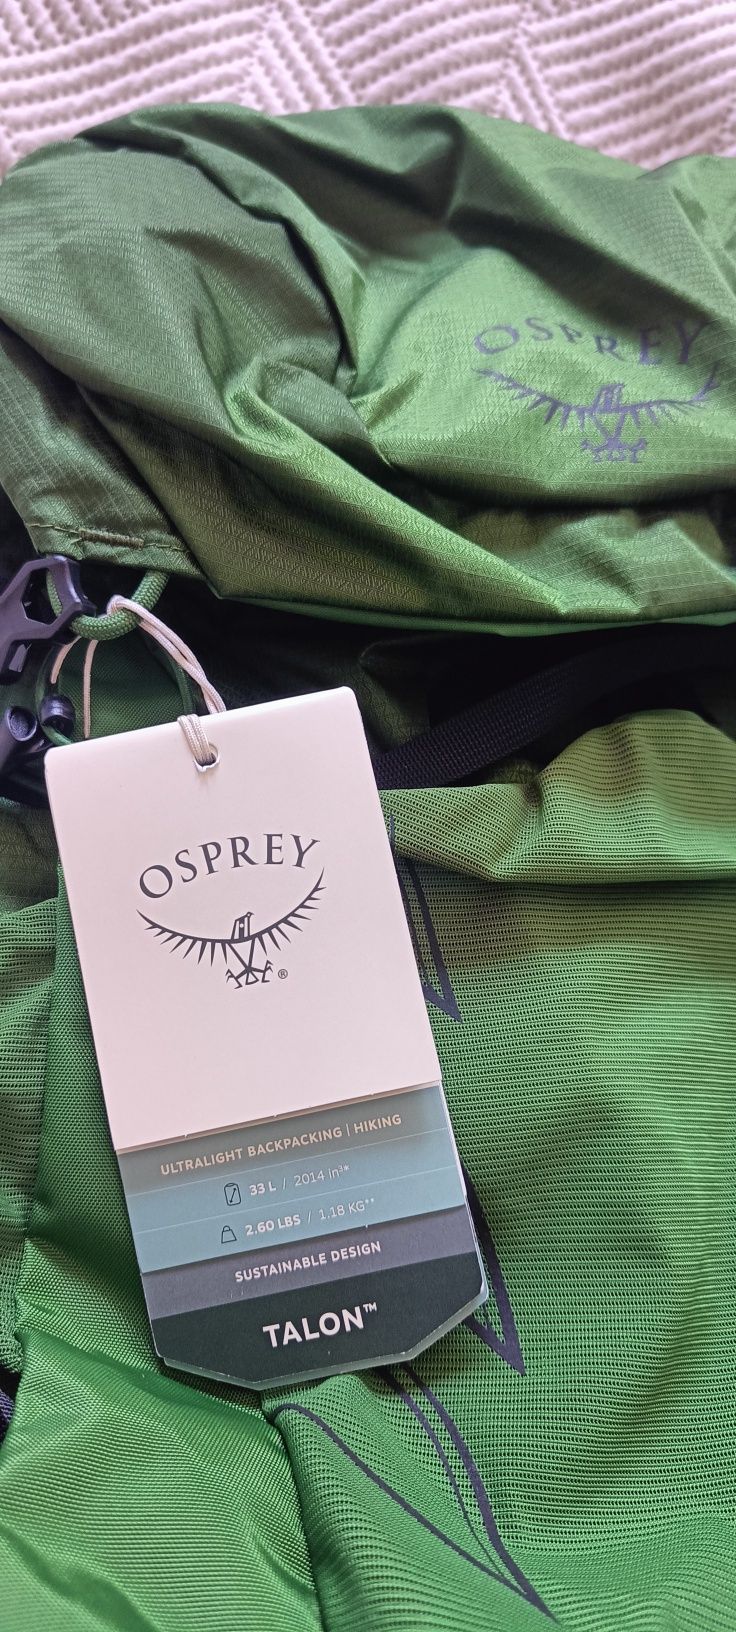 OSPREY
OSPREY
®
ULTRALIGHT BACKPACKING | HIKING
33 L / 2014 in³*
2.60 LBS / 1.18 KG**
SUSTAINABLE DESIGN
TALON™